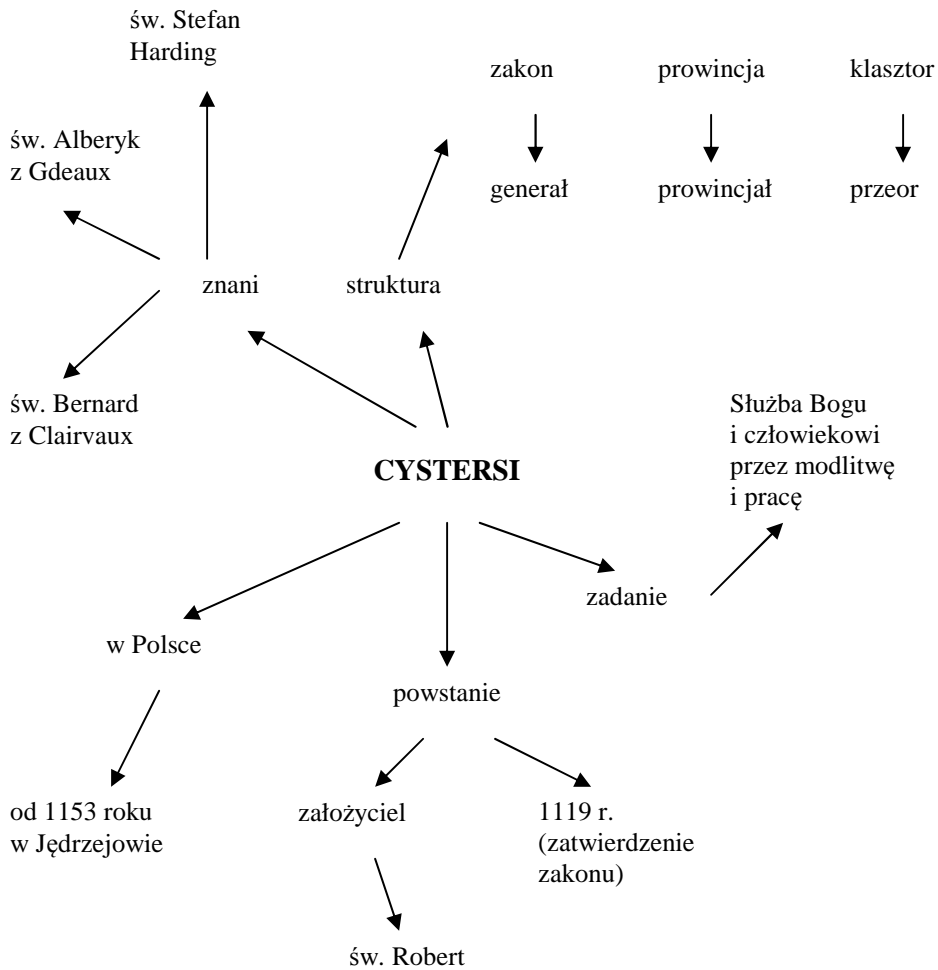 św. Stefan
Harding
zakon prowincja klasztor
św. Alberyk
z Gdeaux
generał prowincjał przeor
znani struktura
św. Bernard
z Clairvaux
Służba Bogu
i człowiekowi
przez modlitwę
i pracę
CYSTERSI
zadanie
w Polsce
powstanie
od 1153 roku
w Jędrzejowie
założyciel
1119 r.
(zatwierdzenie
zakonu)
św. Robert